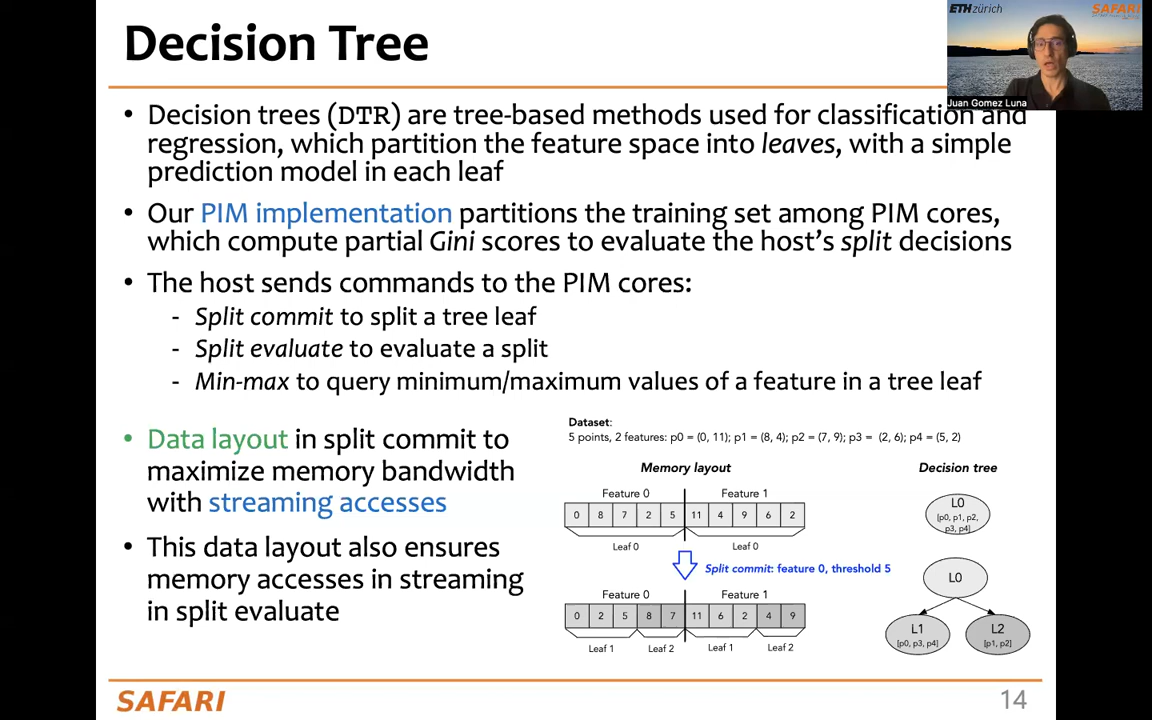 Decision Tree
ETH zürich
SAFARI
Juan Gomez Luna
• Decision trees (DTR) are tree-based methods used for classification and
regression, which partition the feature space into leaves, with a simple
prediction model in each leaf
• Our PIM implementation partitions the training set among PIM cores,
which compute partial Gini scores to evaluate the host's split decisions
• The host sends commands to the PIM cores:
- Split commit to split a tree leaf
- Split evaluate to evaluate a split
- Min-max to query minimum/maximum values of a feature in a tree leaf
• Data layout in split commit to
maximize memory bandwidth
with streaming accesses
• This data layout also ensures
memory accesses in streaming
in split evaluate
Dataset:
5 points, 2 features: p0 = (0, 11); p1 = (8, 4); p2 = (7, 9); p3 = (2, 6); p4 = (5, 2)
Memory layout
Feature 0 Feature 1
0 8 7 2 5 11 4 9 6 2
Leaf 0 Leaf 0
Split commit: feature 0, threshold 5
Feature 0 Feature 1
0 2 5 8 7 11 6 2 4 9
Leaf 1 Leaf 2 Leaf 1 Leaf 2
Decision tree
L0
[p0, p1, p2,
p3, p4]
L0
L1
[p0, p3, p4]
L2
[p1, p2]
SAFARI
14